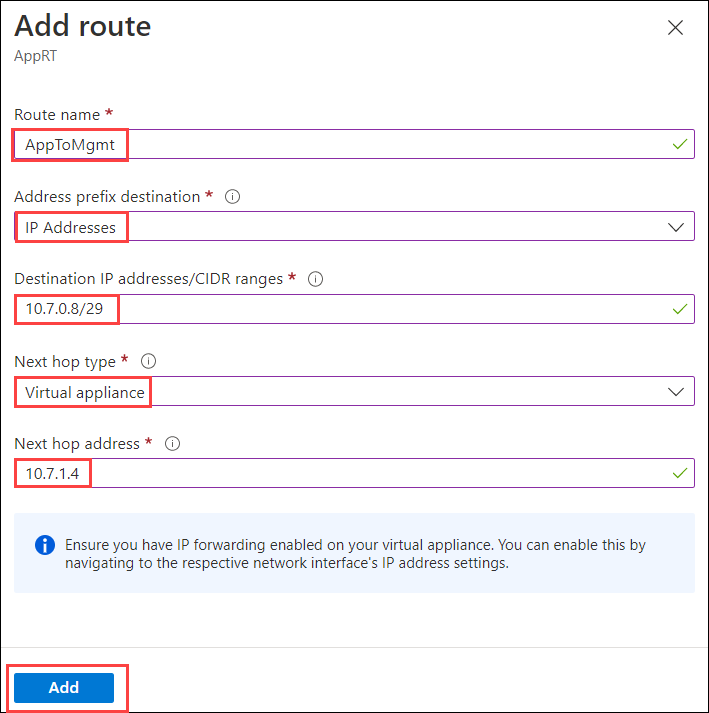 Add route
AppRT
Route name *
AppToMgmt
Address prefix destination *
IP Addresses
Destination IP addresses/CIDR ranges *
10.7.0.8/29
Next hop type *
Virtual appliance
Next hop address *
10.7.1.4
Ensure you have IP forwarding enabled on your virtual appliance. You can enable this by
navigating to the respective network interface's IP address settings.
Add